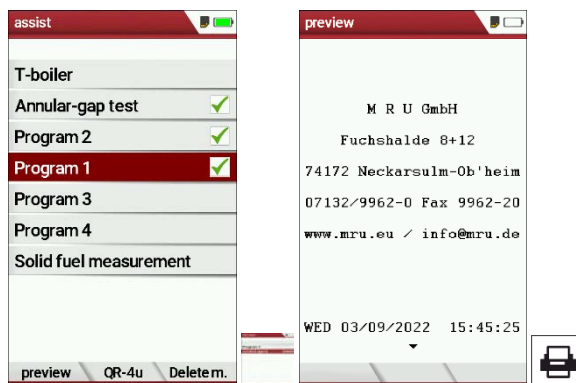 assist
T-boiler
Annular-gap test
Program 2
Program 1
Program 3
Program 4
Solid fuel measurement
preview QR-4u Delete m.
preview
M R U GmbH
Fuchshalde 8+12
74172 Neckarsulm-Ob'heim
07132/9962-0 Fax 9962-20
www.mru.eu / info@mru.de
WED 03/09/2022 15:45:25